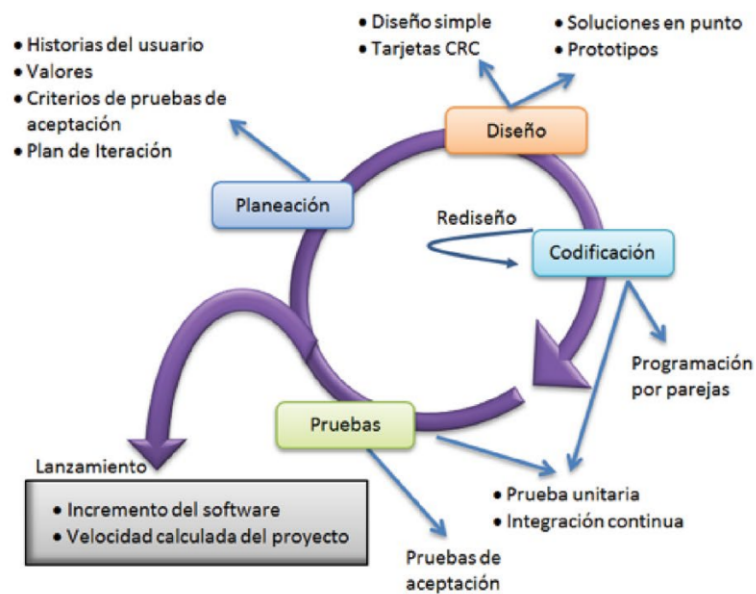 • Historias del usuario
• Valores
• Criterios de pruebas de
aceptación
• Plan de Iteración
• Diseño simple
• Tarjetas CRC
• Soluciones en punto
• Prototipos
Diseño
Planeación
Rediseño
Codificación
Programación
por parejas
Pruebas
Lanzamiento
• Incremento del software
• Velocidad calculada del proyecto
• Prueba unitaria
• Integración continua
Pruebas de
aceptación